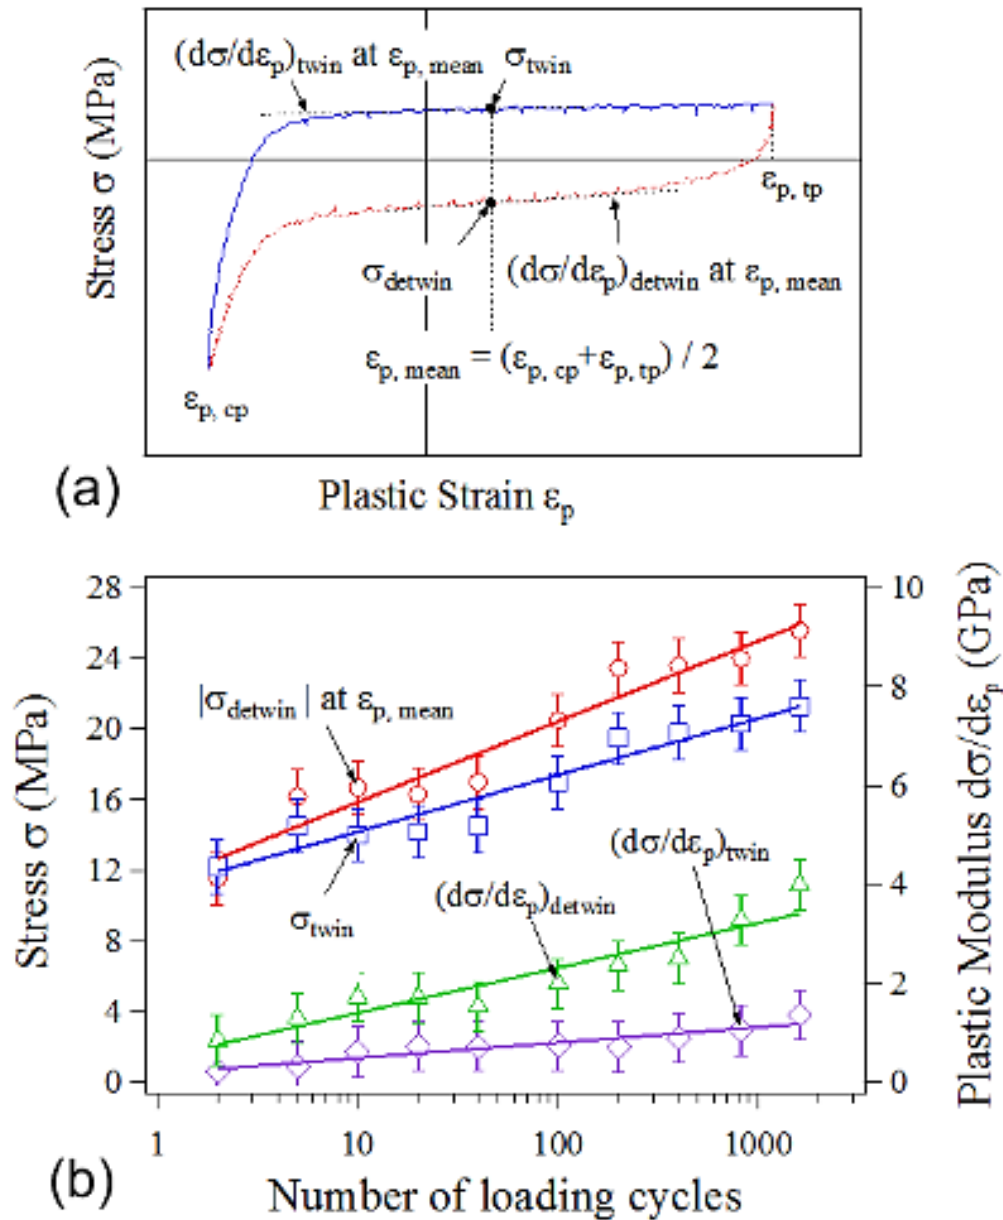 (dσ/dεp)twin at εp, mean
σtwin
Stress σ (MPa)
εp, tp
σdetwin
(dσ/dεp)detwin at εp, mean
εp, mean = (εp, cp+εp, tp) / 2
εp, cp
(a)
Plastic Strain εp
28
24
20
16
12
8
4
0
Stress σ (MPa)
10
8
6
4
2
0
Plastic Modulus dσ/dεp (GPa)
|σdetwin| at εp, mean
σtwin
(dσ/dεp)detwin
(dσ/dεp)twin
1
10
100
1000
(b)
Number of loading cycles